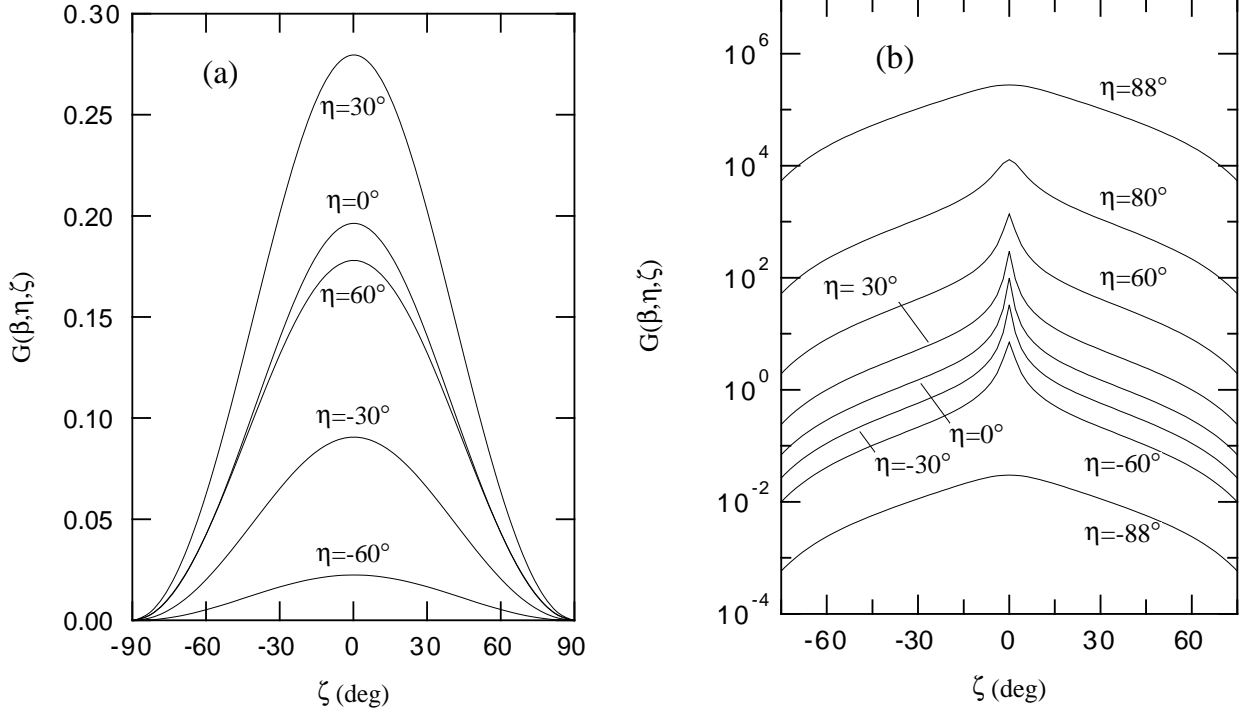 (a)
0.30
0.25
0.20
0.15
0.10
0.05
0.00
G(β,η,ζ)
η=30°
η=0°
η=60°
η=-30°
η=-60°
-90 -60 -30 0 30 60 90
ζ (deg)
(b)
10^6
10^4
10^2
10^0
10^-2
10^-4
G(β,η,ζ)
η=88°
η=80°
η=60°
η= 30°
η=0°
η=-30°
η=-60°
η=-88°
-60 -30 0 30 60
ζ (deg)